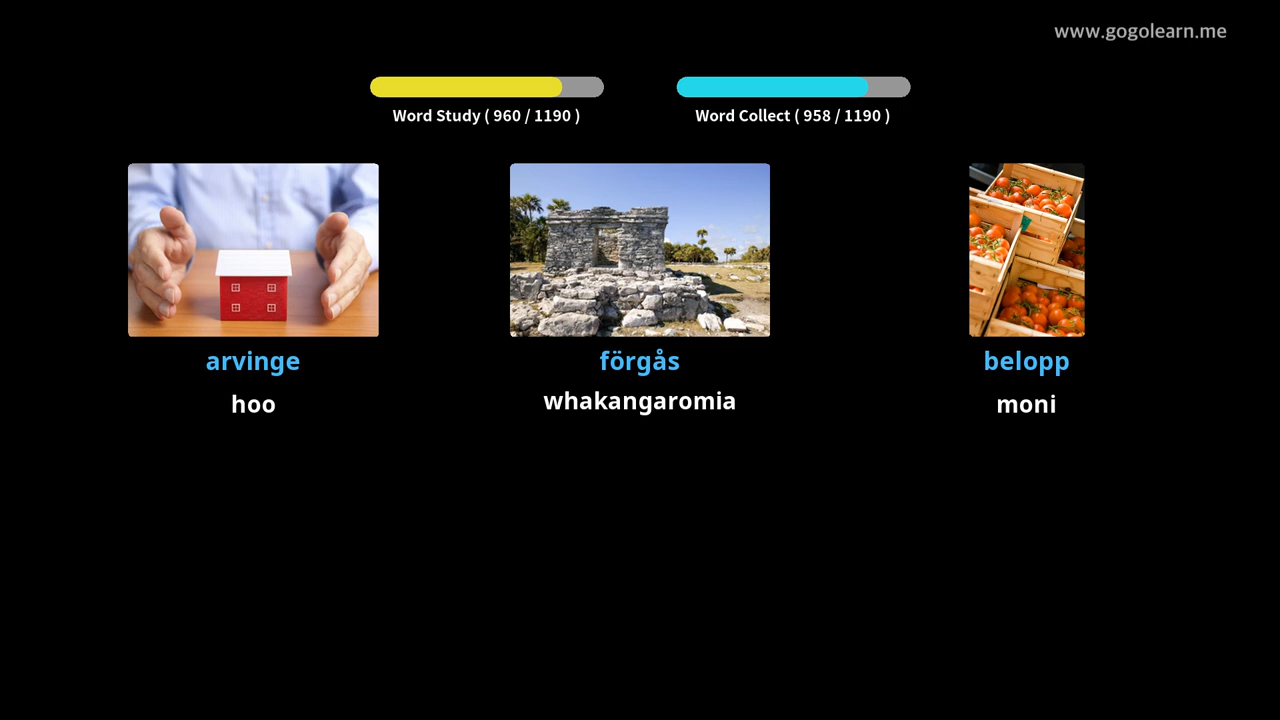 www.gogolearn.me
Word Study ( 960 / 1190 )
Word Collect ( 958 / 1190 )
arvinge
förgås
belopp
hoo
whakangaromia
moni